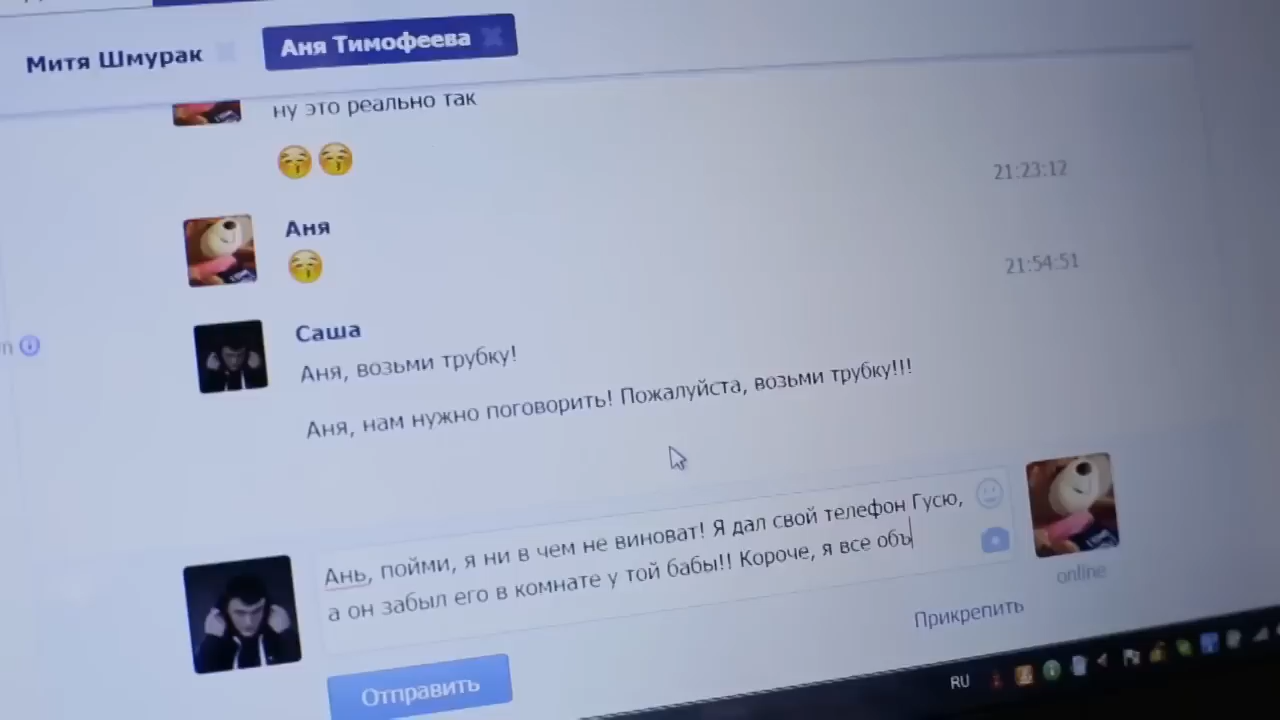 Митя Шмурак
Аня Тимофеева
ну это реально так
21:23:12
Аня
21:54:51
Саша
Аня, возьми трубку!
Аня, нам нужно поговорить! Пожалуйста, возьми трубку!!!
Ань, пойми, я ни в чем не виноват! Я дал свой телефон Гусю,
а он забыл его в комнате у той бабы!! Короче, я все объ
online
Прикрепить
Отправить
RU